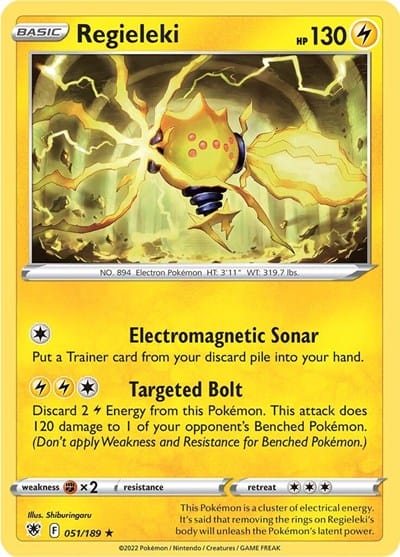 BASIC Regieleki HP 130
NO. 894 Electron Pokémon HT: 3'11" WT: 319.7 lbs.
Electromagnetic Sonar
Put a Trainer card from your discard pile into your hand.
Targeted Bolt
Discard 2 Energy from this Pokémon. This attack does
120 damage to 1 of your opponent's Benched Pokémon.
(Don't apply Weakness and Resistance for Benched Pokémon.)
weakness ×2 resistance retreat
Illus. Shiburingaru
F 051/189 ★
This Pokémon is a cluster of electrical energy.
It's said that removing the rings on Regieleki's
body will unleash the Pokémon's latent power.
©2022 Pokémon / Nintendo / Creatures / GAME FREAK